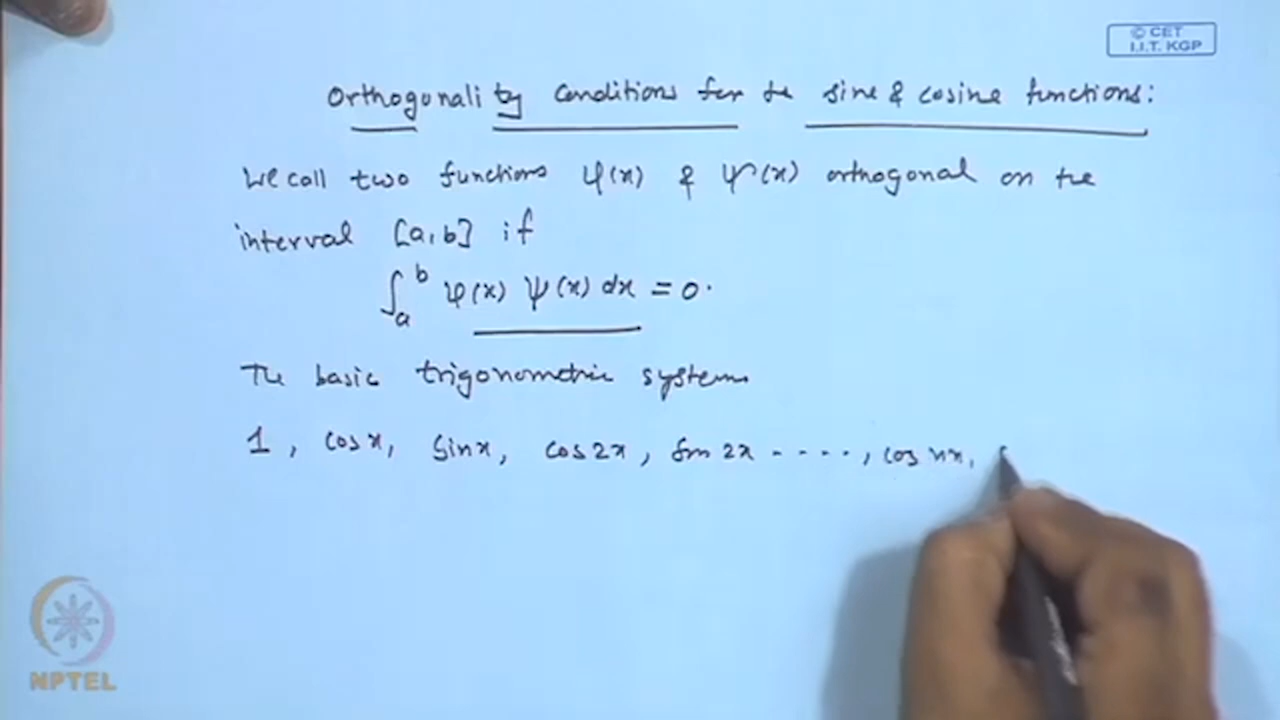 © CET
I.I.T. KGP
Orthogonality Conditions for the sine & cosine functions:
We call two functions φ(x) & ψ(x) orthogonal on the
interval [a,b] if
∫_a^b φ(x) ψ(x) dx = 0.
The basic trigonometric systems
1, cos x, sin x, cos 2x, sin 2x ----, cos nx, s
NPTEL